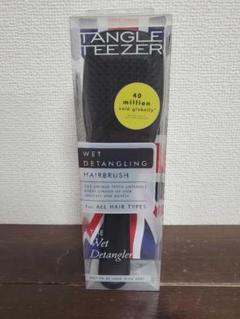 TANGLE
TEEZER
40
million
sold globally*
WET
DETANGLING
HAIRBRUSH
FOR ALL HAIR TYPES
THE
Wet
Detangler